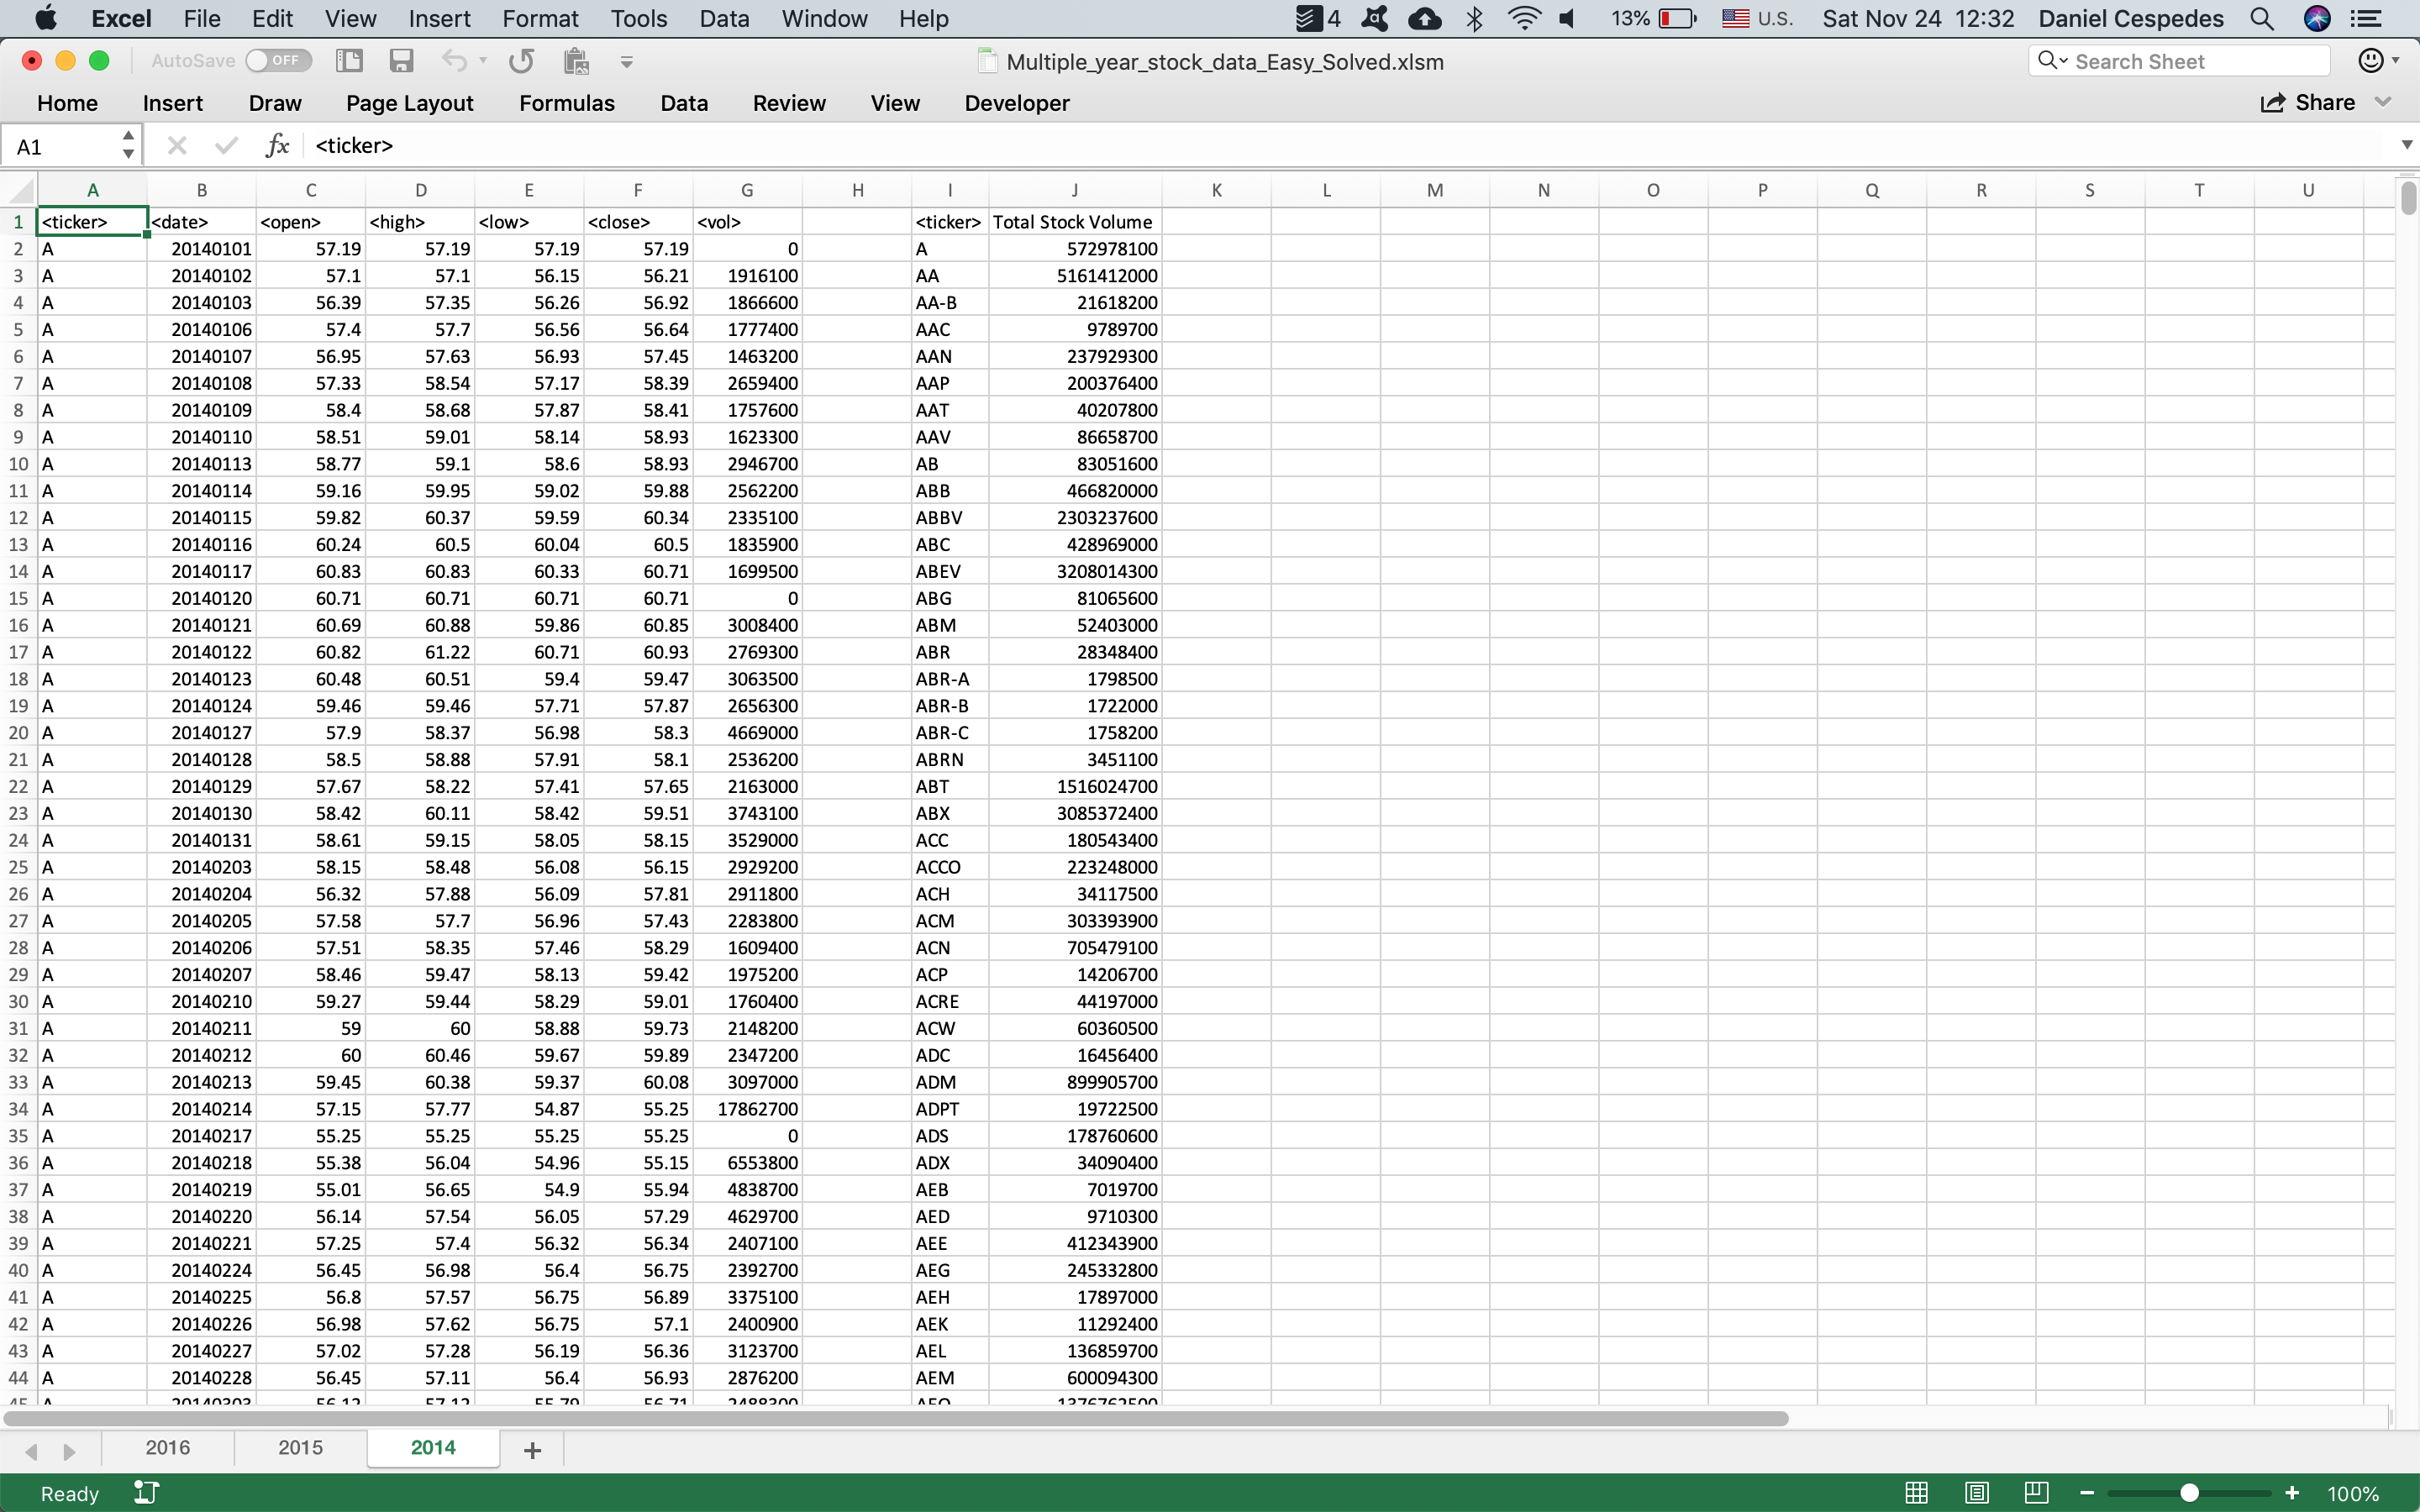 Excel File Edit View Insert Format Tools Data Window Help 4 13% U.S. Sat Nov 24 12:32 Daniel Cespedes
AutoSave OFF Multiple_year_stock_data_Easy_Solved.xlsm Search Sheet
Home Insert Draw Page Layout Formulas Data Review View Developer Share
A1 fx <ticker>
A B C D E F G H I J K L M N O P Q R S T U
1 <ticker> <date> <open> <high> <low> <close> <vol> <ticker> Total Stock Volume
2 A 20140101 57.19 57.19 57.19 57.19 0 A 572978100
3 A 20140102 57.1 57.1 56.15 56.21 1916100 AA 5161412000
4 A 20140103 56.39 57.35 56.26 56.92 1866600 AA-B 21618200
5 A 20140106 57.4 57.7 56.56 56.64 1777400 AAC 9789700
6 A 20140107 56.95 57.63 56.93 57.45 1463200 AAN 237929300
7 A 20140108 57.33 58.54 57.17 58.39 2659400 AAP 200376400
8 A 20140109 58.4 58.68 57.87 58.41 1757600 AAT 40207800
9 A 20140110 58.51 59.01 58.14 58.93 1623300 AAV 86658700
10 A 20140113 58.77 59.1 58.6 58.93 2946700 AB 83051600
11 A 20140114 59.16 59.95 59.02 59.88 2562200 ABB 466820000
12 A 20140115 59.82 60.37 59.59 60.34 2335100 ABBV 2303237600
13 A 20140116 60.24 60.5 60.04 60.5 1835900 ABC 428969000
14 A 20140117 60.83 60.83 60.33 60.71 1699500 ABEV 3208014300
15 A 20140120 60.71 60.71 60.71 60.71 0 ABG 81065600
16 A 20140121 60.69 60.88 59.86 60.85 3008400 ABM 52403000
17 A 20140122 60.82 61.22 60.71 60.93 2769300 ABR 28348400
18 A 20140123 60.48 60.51 59.4 59.47 3063500 ABR-A 1798500
19 A 20140124 59.46 59.46 57.71 57.87 2656300 ABR-B 1722000
20 A 20140127 57.9 58.37 56.98 58.3 4669000 ABR-C 1758200
21 A 20140128 58.5 58.88 57.91 58.1 2536200 ABRN 3451100
22 A 20140129 57.67 58.22 57.41 57.65 2163000 ABT 1516024700
23 A 20140130 58.42 60.11 58.42 59.51 3743100 ABX 3085372400
24 A 20140131 58.61 59.15 58.05 58.15 3529000 ACC 180543400
25 A 20140203 58.15 58.48 56.08 56.15 2929200 ACCO 223248000
26 A 20140204 56.32 57.88 56.09 57.81 2911800 ACH 34117500
27 A 20140205 57.58 57.7 56.96 57.43 2283800 ACM 303393900
28 A 20140206 57.51 58.35 57.46 58.29 1609400 ACN 705479100
29 A 20140207 58.46 59.47 58.13 59.42 1975200 ACP 14206700
30 A 20140210 59.27 59.44 58.29 59.01 1760400 ACRE 44197000
31 A 20140211 59 60 58.88 59.73 2148200 ACW 60360500
32 A 20140212 60 60.46 59.67 59.89 2347200 ADC 16456400
33 A 20140213 59.45 60.38 59.37 60.08 3097000 ADM 899905700
34 A 20140214 57.15 57.77 54.87 55.25 17862700 ADPT 19722500
35 A 20140217 55.25 55.25 55.25 55.25 0 ADS 178760600
36 A 20140218 55.38 56.04 54.96 55.15 6553800 ADX 34090400
37 A 20140219 55.01 56.65 54.9 55.94 4838700 AEB 7019700
38 A 20140220 56.14 57.54 56.05 57.29 4629700 AED 9710300
39 A 20140221 57.25 57.4 56.32 56.34 2407100 AEE 412343900
40 A 20140224 56.45 56.98 56.4 56.75 2392700 AEG 245332800
41 A 20140225 56.8 57.57 56.75 56.89 3375100 AEH 17897000
42 A 20140226 56.98 57.62 56.75 57.1 2400900 AEK 11292400
43 A 20140227 57.02 57.28 56.19 56.36 3123700 AEL 136859700
44 A 20140228 56.45 57.11 56.4 56.93 2876200 AEM 600094300
45 A 20140303 56.12 57.12 55.79 56.71
2016 2015 2014
Ready 100%